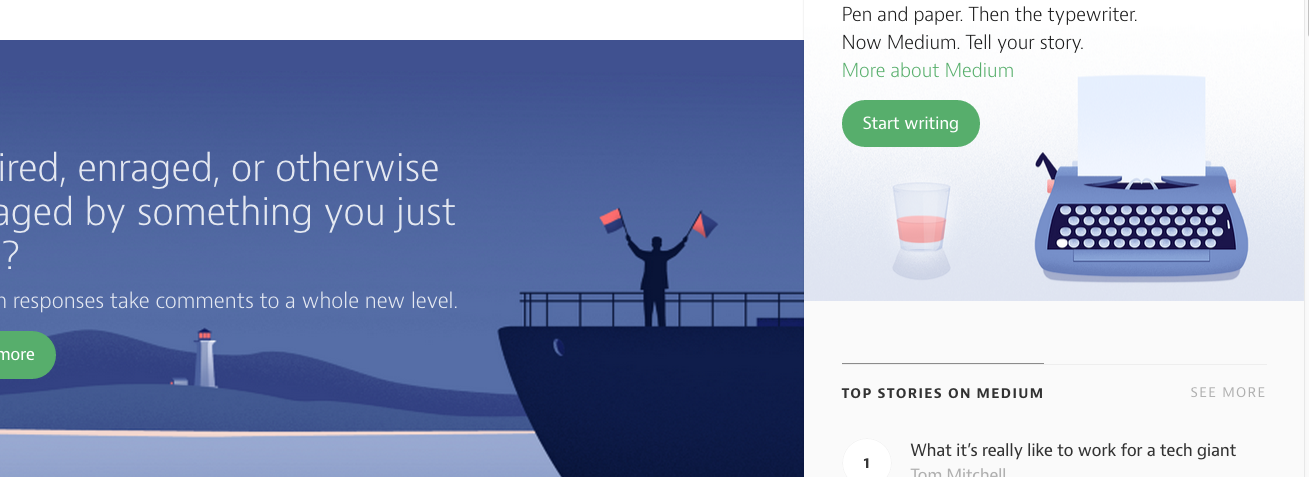 ired, enraged, or otherwise
aged by something you just
?
n responses take comments to a whole new level.
more
Pen and paper. Then the typewriter.
Now Medium. Tell your story.
More about Medium
Start writing
TOP STORIES ON MEDIUM
SEE MORE
1
What it’s really like to work for a tech giant
Tom Mitchell